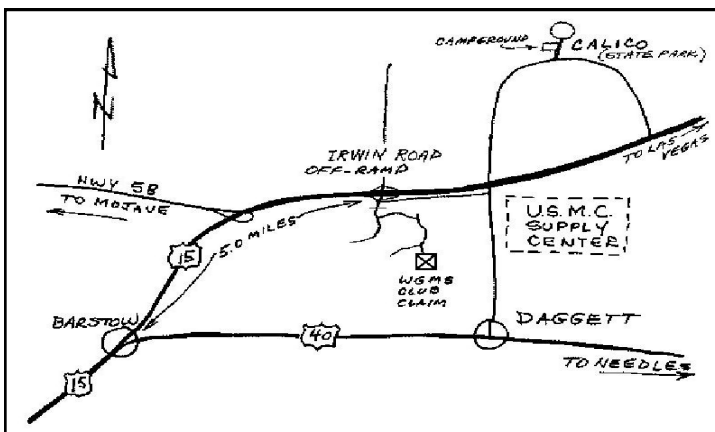 CAMPGROUND
CALICO
(STATE PARK)
N
IRWIN ROAD
OFF-RAMP
TO LAS
VEGAS
HWY 58
TO MOJAVE
5.0 MILES
U.S.M.C.
SUPPLY
CENTER
15
WGMS
CLUB
CLAIM
BARSTOW
40
DAGGETT
TO NEEDLES
15